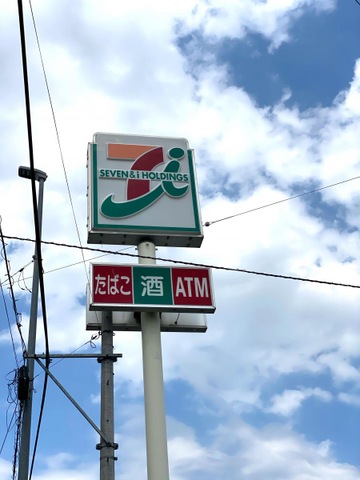 SEVEN & i HOLDINGS
たばこ 酒 ATM